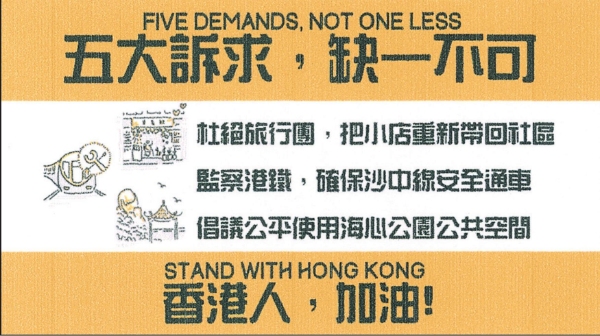 FIVE DEMANDS, NOT ONE LESS
五大訴求，缺一不可
杜絕旅行團，把小店重新帶回社區
監察港鐵，確保沙中線安全通車
倡議公平使用海心公園公共空間
STAND WITH HONG KONG
香港人，加油!